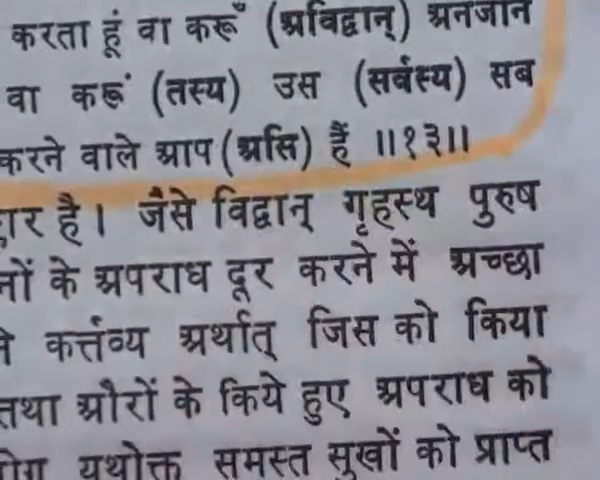 करता हूं वा करूँ (अविद्वान्) अनजान
वा करूं (तस्य) उस (सर्वस्य) सब
करने वाले आप (असि) हैं ॥१३॥
है। जैसे विद्वान् गृहस्थ पुरुष
के अपराध दूर करने में अच्छा
कर्त्तव्य अर्थात् जिस को किया
तथा औरों के किये हुए अपराध को
यथोक्त समस्त सुखों को प्राप्त